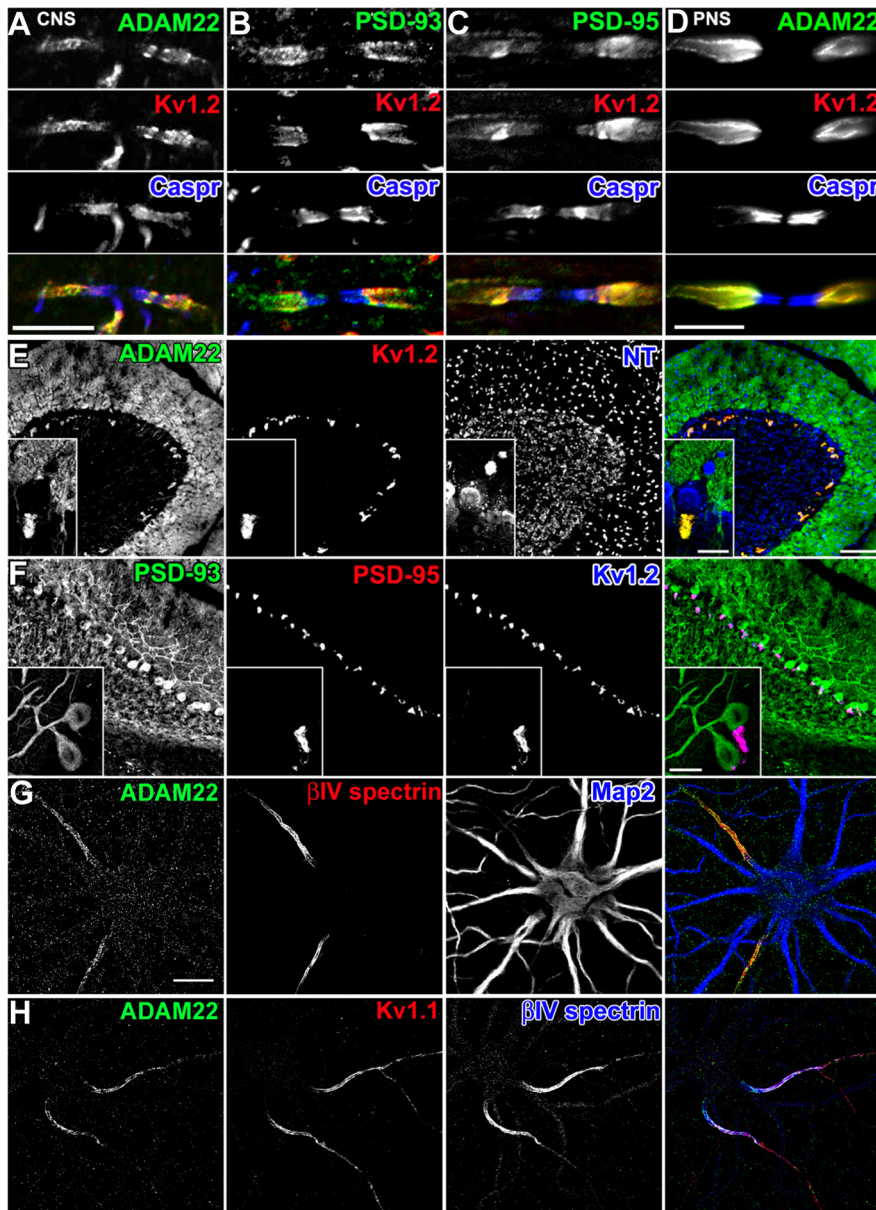 A CNS ADAM22 B PSD-93 C PSD-95 D PNS ADAM22
Kv1.2 Kv1.2 Kv1.2 Kv1.2
Caspr Caspr Caspr Caspr
E ADAM22 Kv1.2 NT
F PSD-93 PSD-95 Kv1.2
G ADAM22 βIV spectrin Map2
H ADAM22 Kv1.1 βIV spectrin